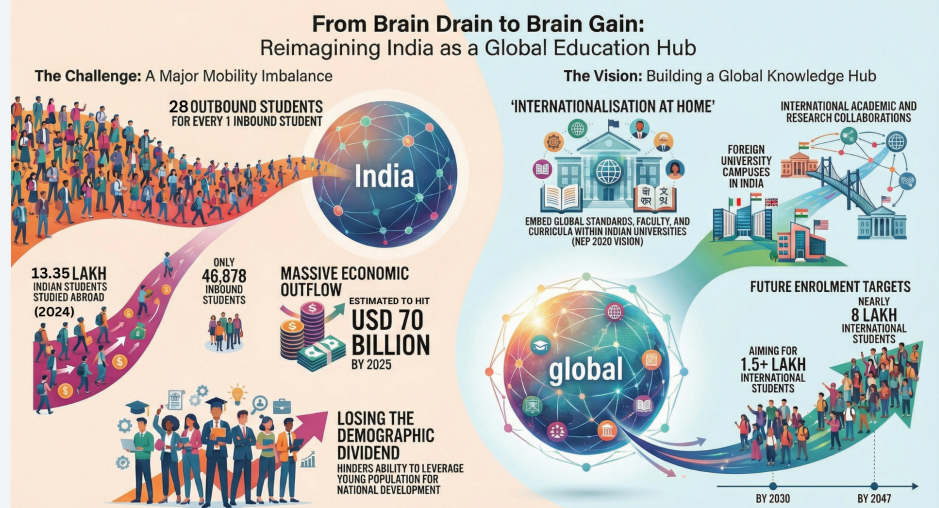 From Brain Drain to Brain Gain:
Reimagining India as a Global Education Hub
The Challenge: A Major Mobility Imbalance
28 OUTBOUND STUDENTS
FOR EVERY 1 INBOUND STUDENT
India
13.35 LAKH
INDIAN STUDENTS
STUDIED ABROAD
(2024)
ONLY
46,878
INBOUND
STUDENTS
MASSIVE ECONOMIC
OUTFLOW
ESTIMATED TO HIT
USD 70
BILLION
BY 2025
LOSING THE
DEMOGRAPHIC
DIVIDEND
HINDERS ABILITY TO LEVERAGE
YOUNG POPULATION FOR
NATIONAL DEVELOPMENT
The Vision: Building a Global Knowledge Hub
'INTERNATIONALISATION AT HOME'
EMBED GLOBAL STANDARDS, FACULTY, AND
CURRICULA WITHIN INDIAN UNIVERSITIES
(NEP 2020 VISION)
FOREIGN
UNIVERSITY
CAMPUSES
IN INDIA
INTERNATIONAL ACADEMIC AND
RESEARCH COLLABORATIONS
global
FUTURE ENROLMENT TARGETS
AIMING FOR
1.5+ LAKH
INTERNATIONAL
STUDENTS
NEARLY
8 LAKH
INTERNATIONAL
STUDENTS
BY 2030
BY 2047